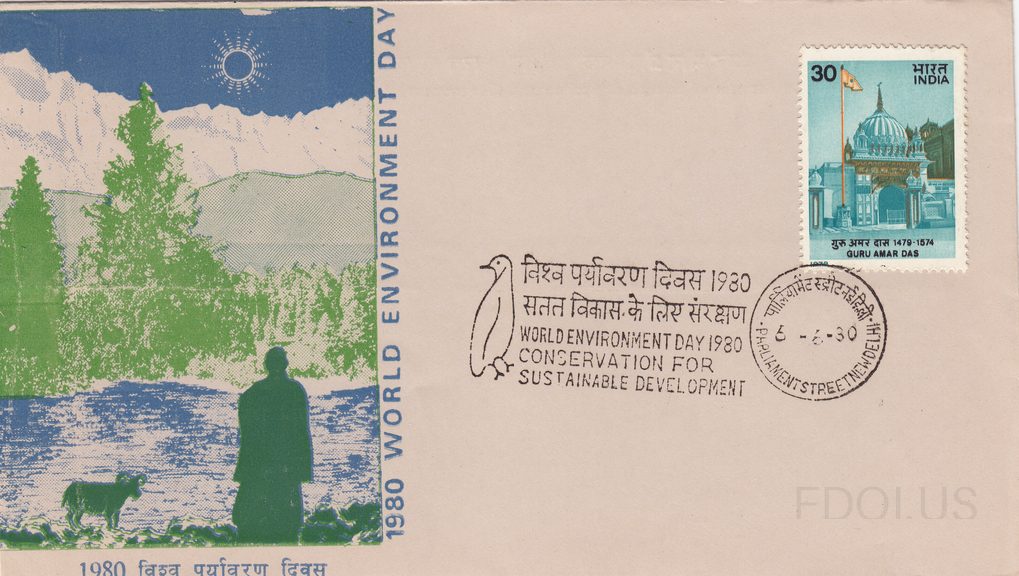 1980 WORLD ENVIRONMENT DAY
1980 विश्व पर्यावरण दिवस
30
भारत
INDIA
गुरु अमर दास 1479-1574
GURU AMAR DAS
विश्व पर्यावरण दिवस 1980
सतत विकास के लिए संरक्षण
WORLD ENVIRONMENT DAY 1980
CONSERVATION FOR
SUSTAINABLE DEVELOPMENT
6 -6-80
PARLIAMENT STREET NEW DELHI
FDOI.US